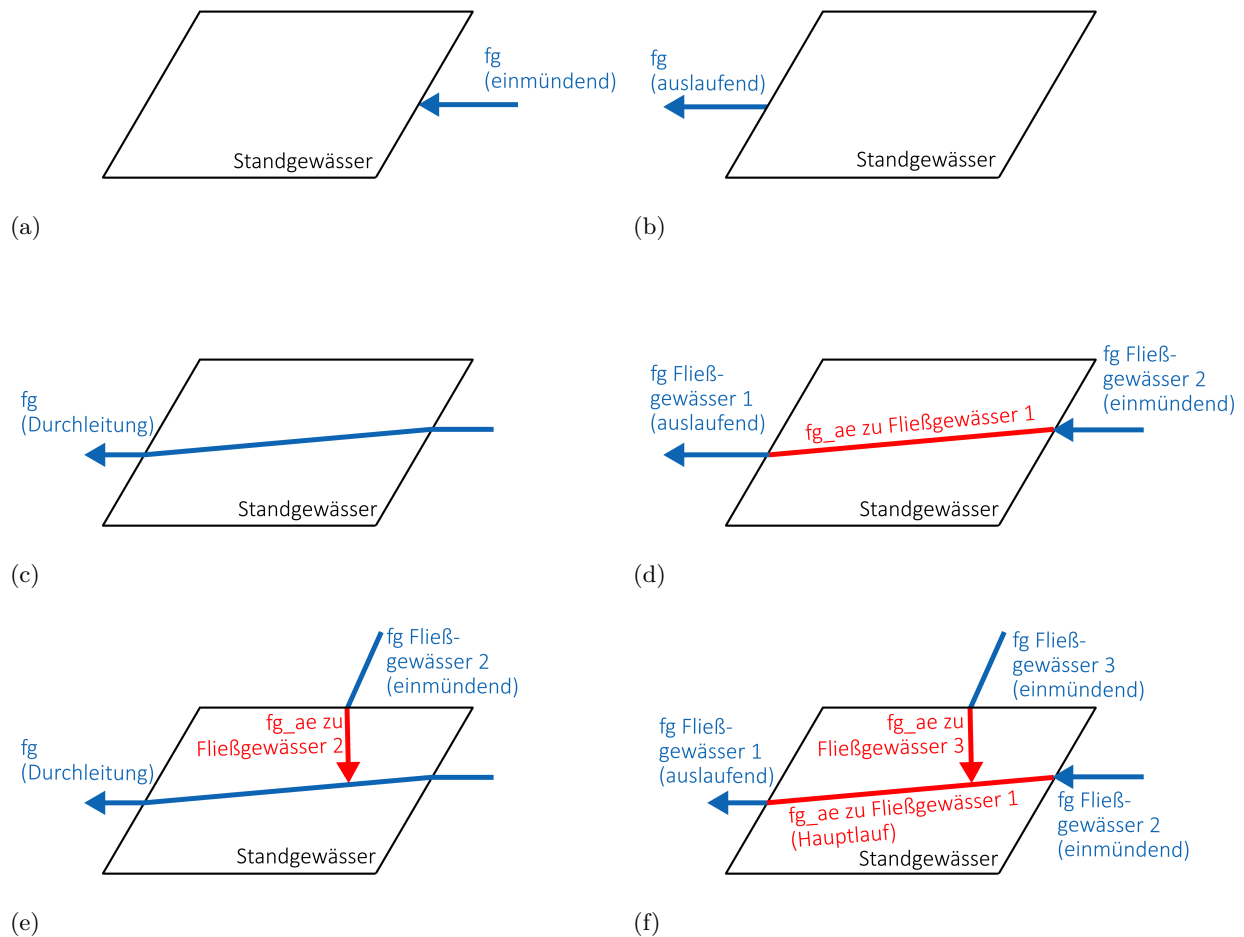 fg
(einmündend)
Standgewässer
(a)
fg
(auslaufend)
Standgewässer
(b)
fg
(Durchleitung)
Standgewässer
(c)
fg Fließ-
gewässer 1
(auslaufend)
fg_ae zu Fließgewässer 1
fg Fließ-
gewässer 2
(einmündend)
Standgewässer
(d)
fg Fließ-
gewässer 2
(einmündend)
fg_ae zu
Fließgewässer 2
fg
(Durchleitung)
Standgewässer
(e)
fg Fließ-
gewässer 3
(einmündend)
fg_ae zu
Fließgewässer 3
fg Fließ-
gewässer 1
(auslaufend)
fg_ae zu Fließgewässer 1
(Hauptlauf)
fg Fließ-
gewässer 2
(einmündend)
Standgewässer
(f)